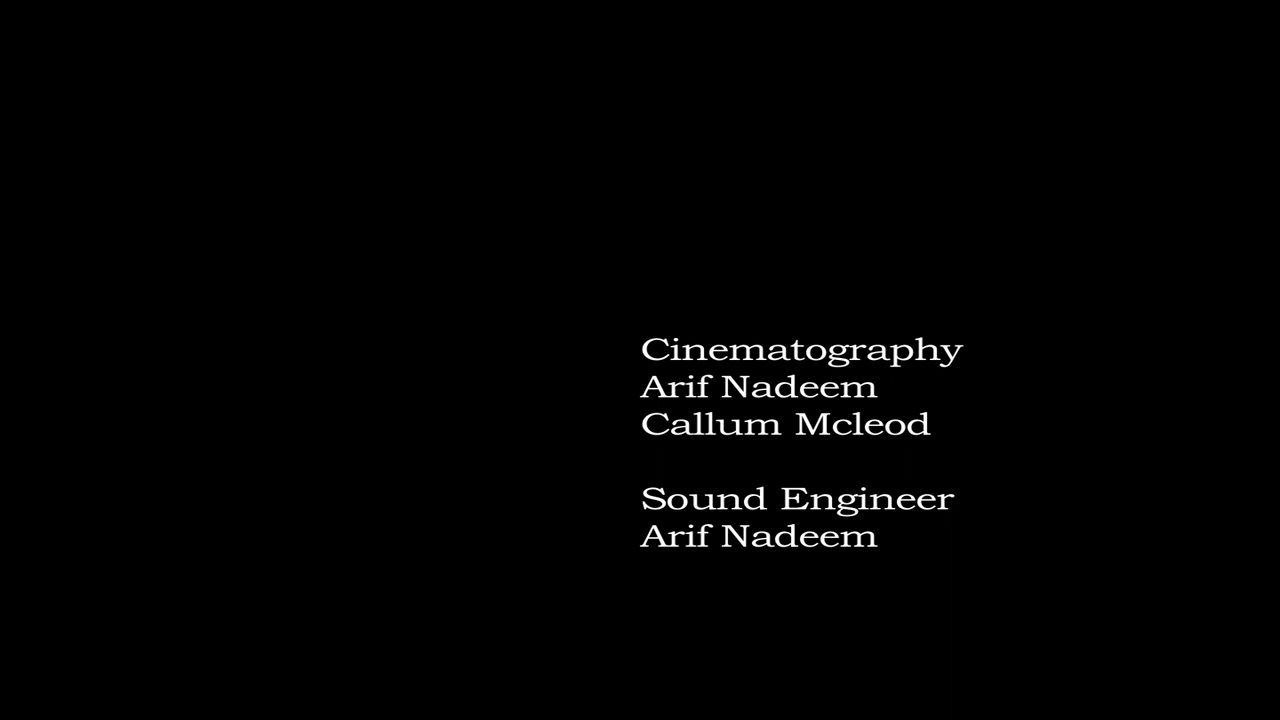 Cinematography
Arif Nadeem
Callum Mcleod
Sound Engineer
Arif Nadeem